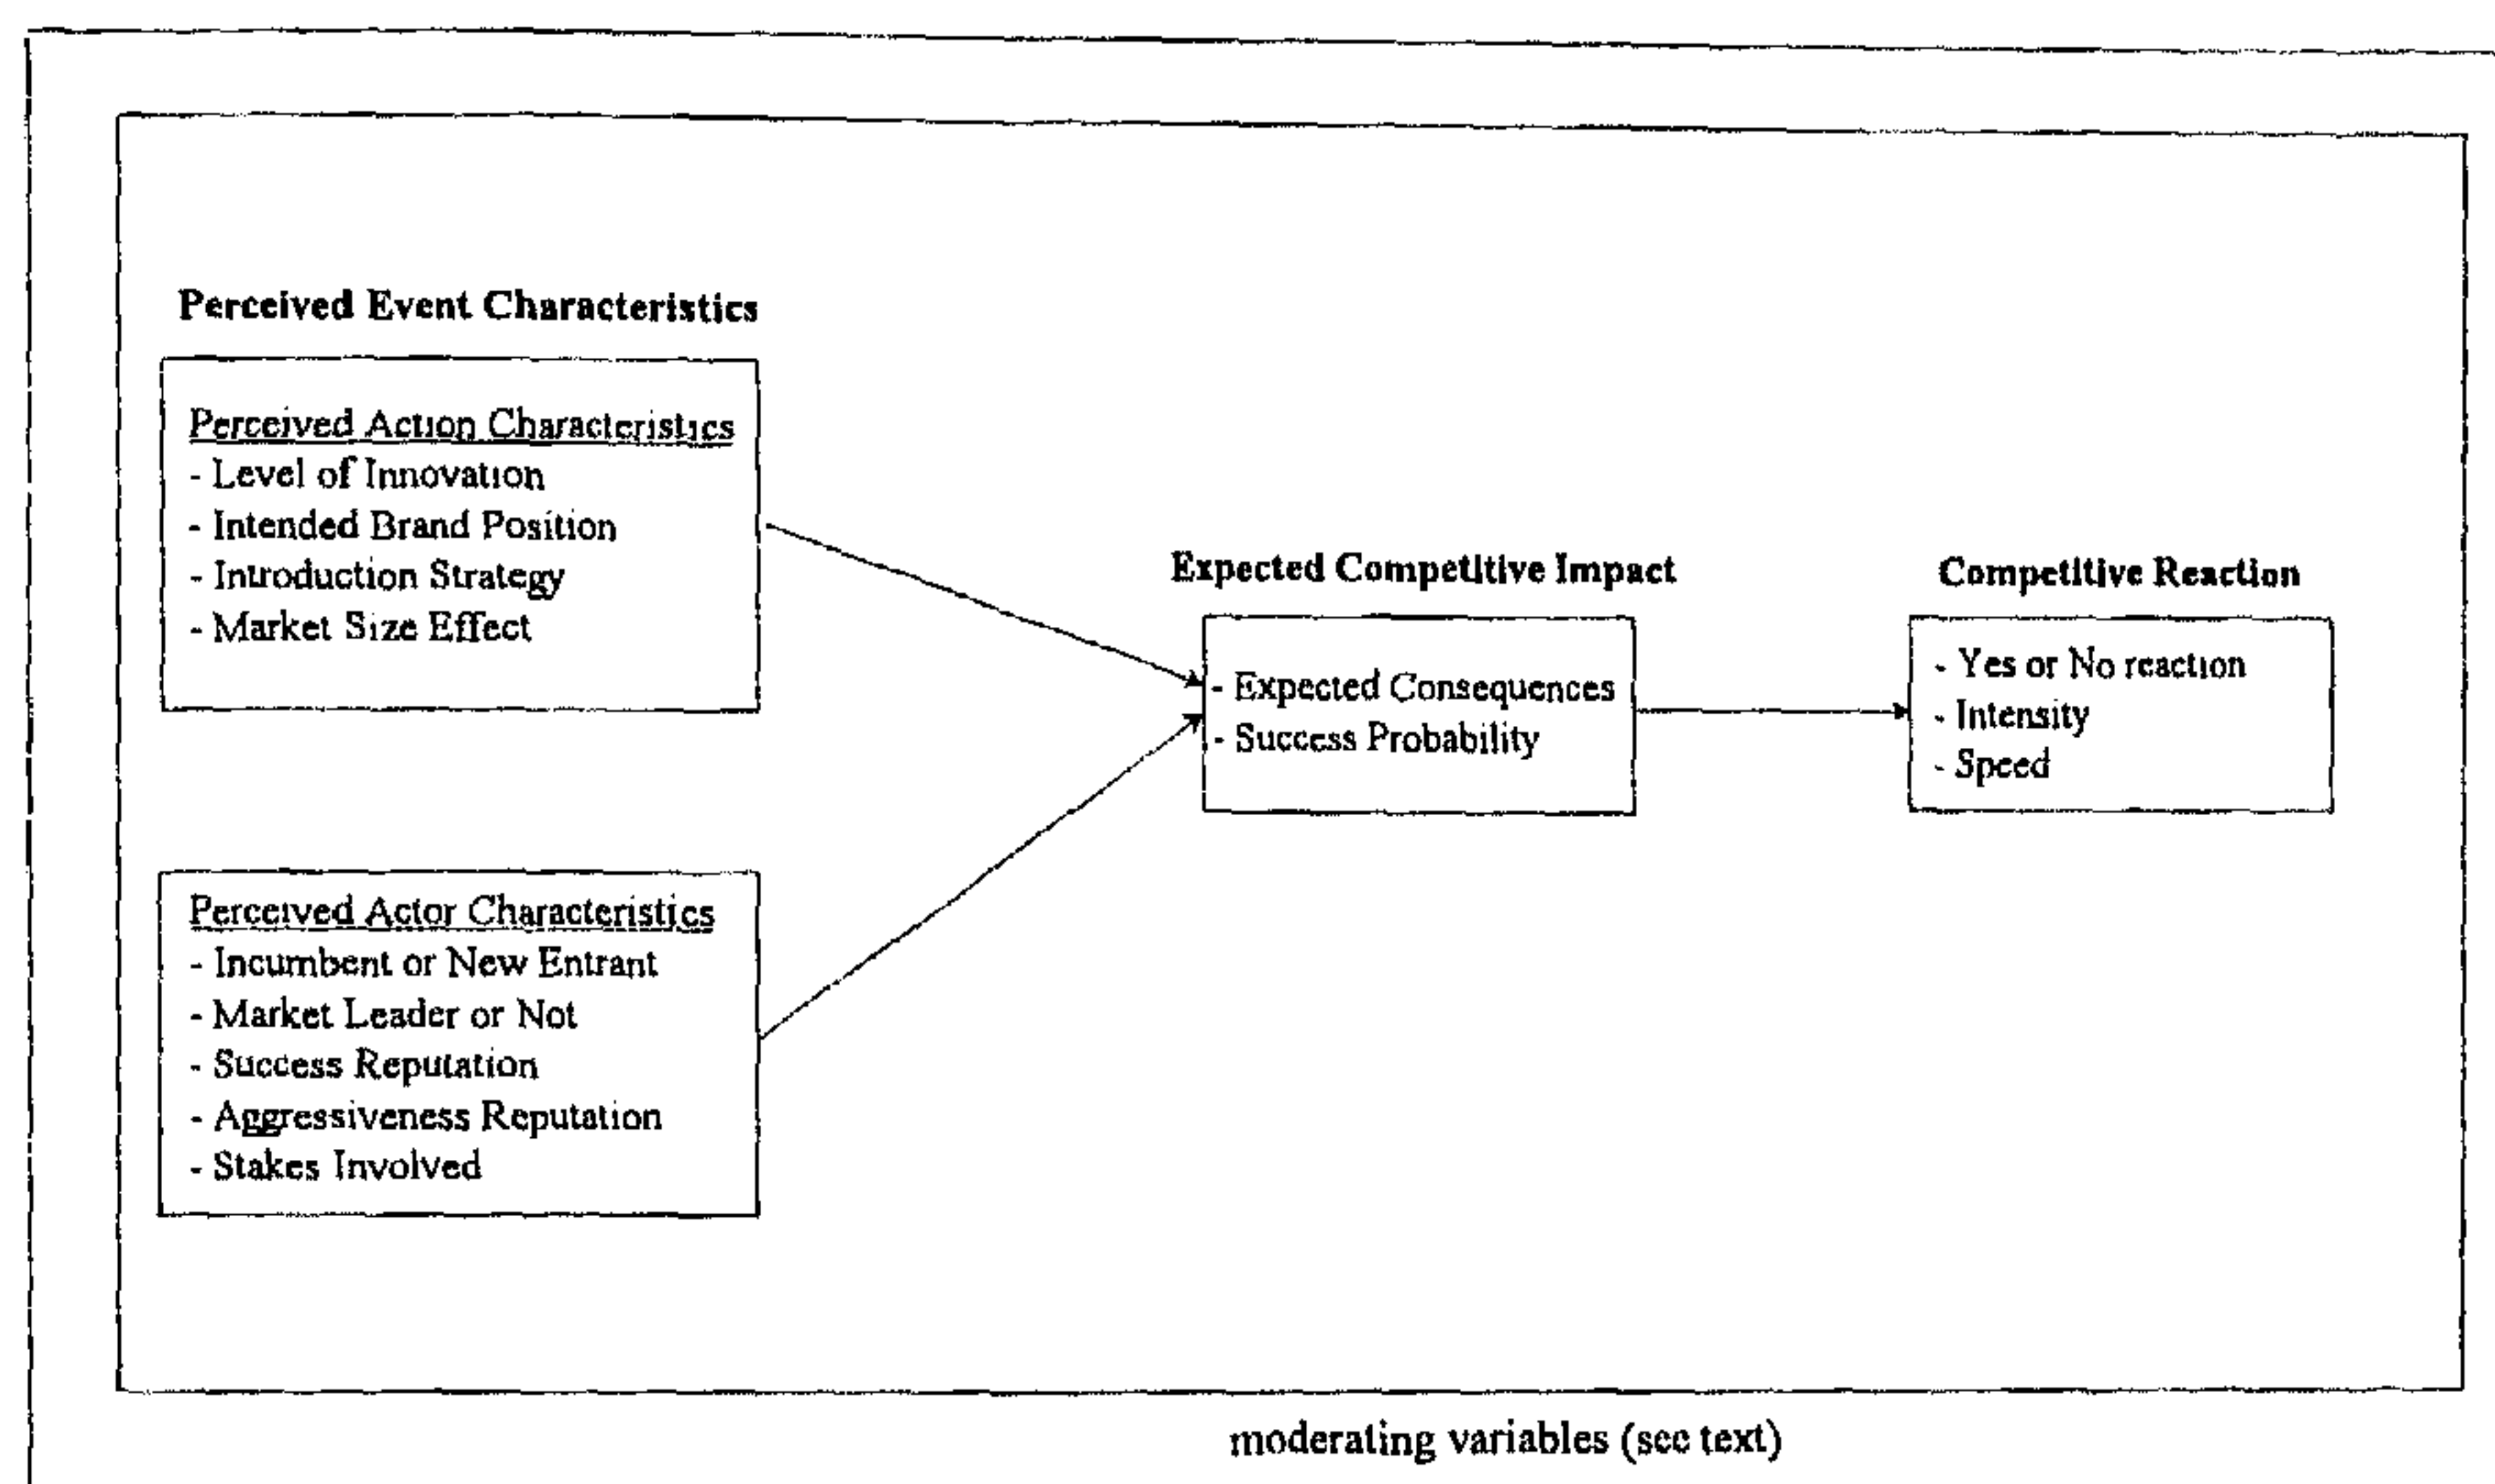 Perceived Event Characteristics
Perceived Action Characteristics
- Level of Innovation
- Intended Brand Position
- Introduction Strategy
- Market Size Effect
Perceived Actor Characteristics
- Incumbent or New Entrant
- Market Leader or Not
- Success Reputation
- Aggressiveness Reputation
- Stakes Involved
Expected Competitive Impact
- Expected Consequences
- Success Probability
Competitive Reaction
- Yes or No reaction
- Intensity
- Speed
moderating variables (see text)